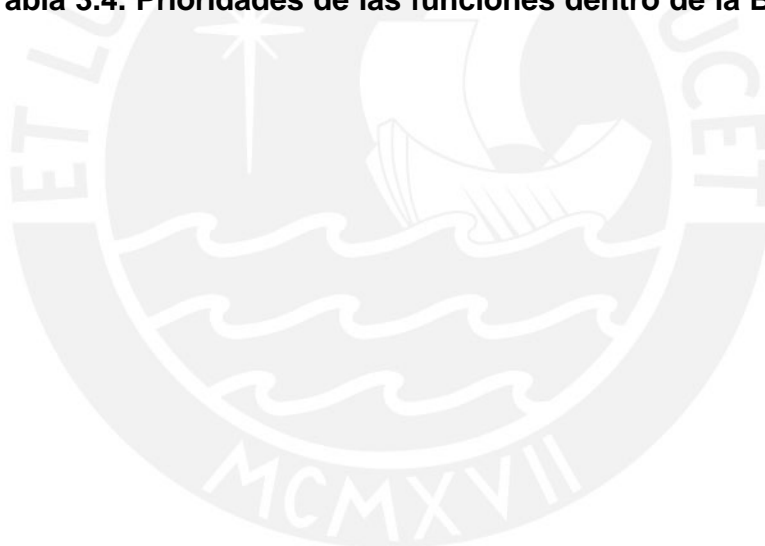 abla 3.4. Prioridades de las funciones dentro de la
ET LU
UCET
MCMXVII